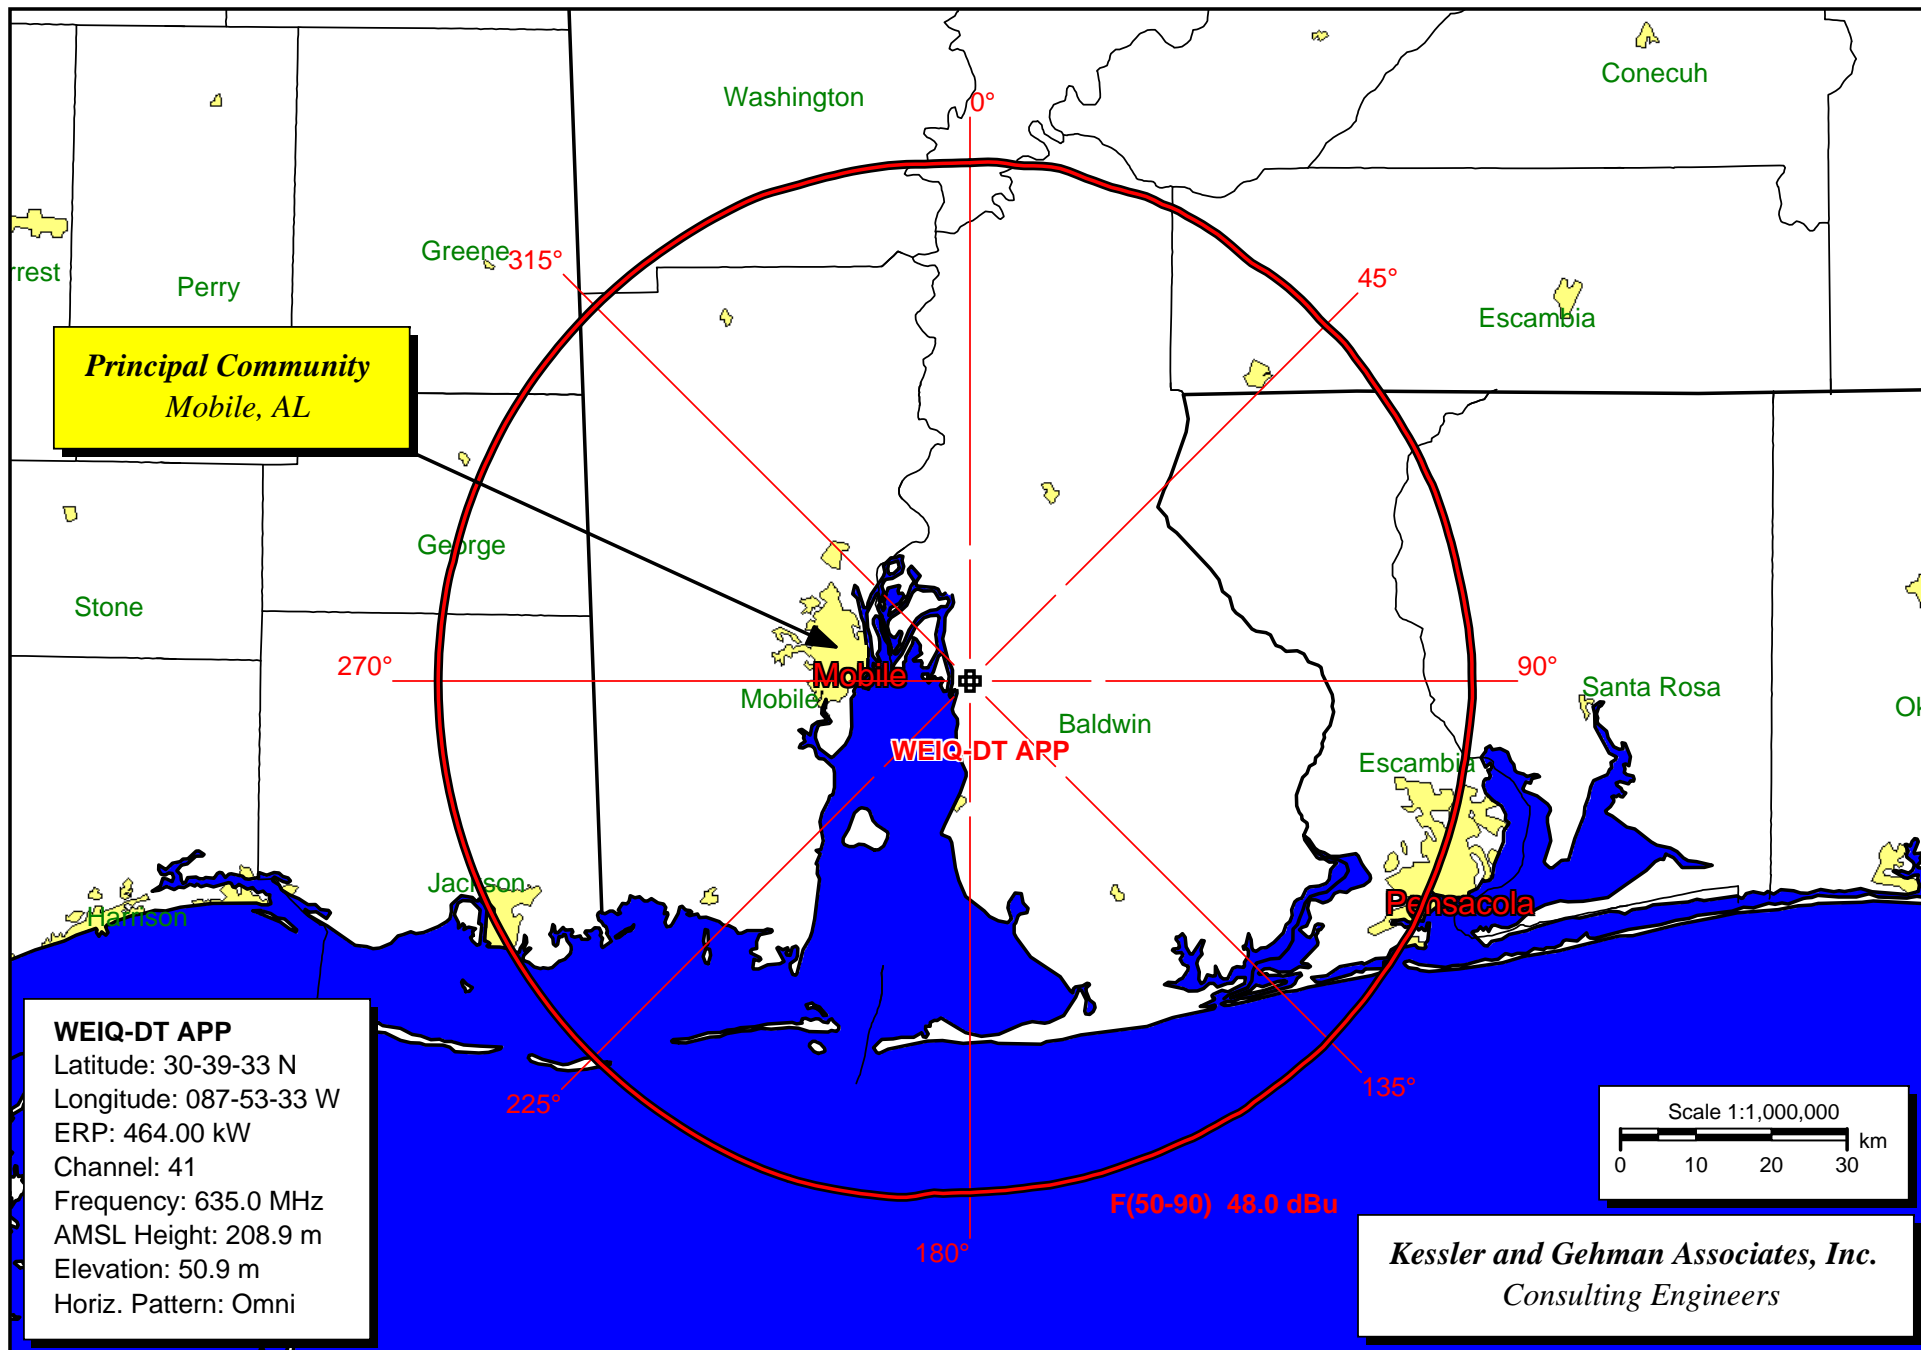 Washington
Conecuh
0°
Greene
315°
45°
rrest
Perry
Escambia
Principal Community
Mobile, AL
George
Stone
270°
Mobile
90°
Mobile
Santa Rosa
Ok
Baldwin
WEIQ-DT APP
Escambia
Jackson
Pensacola
Harrison
WEIQ-DT APP
Latitude: 30-39-33 N
Longitude: 087-53-33 W
ERP: 464.00 kW
Channel: 41
Frequency: 635.0 MHz
AMSL Height: 208.9 m
Elevation: 50.9 m
Horiz. Pattern: Omni
225°
135°
Scale 1:1,000,000
km
0 10 20 30
F(50-90) 48.0 dBu
180°
Kessler and Gehman Associates, Inc.
Consulting Engineers